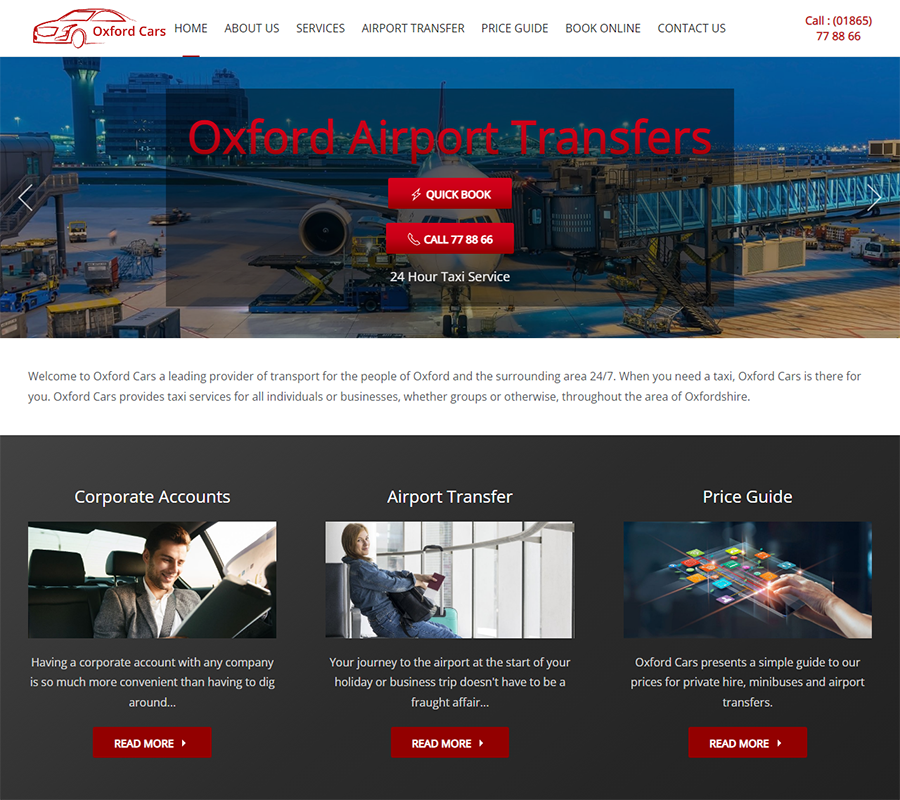 Oxford Cars
HOME ABOUT US SERVICES AIRPORT TRANSFER PRICE GUIDE BOOK ONLINE CONTACT US
Call : (01865)
77 88 66
Oxford Airport Transfers
QUICK BOOK
CALL 77 88 66
24 Hour Taxi Service
Welcome to Oxford Cars a leading provider of transport for the people of Oxford and the surrounding area 24/7. When you need a taxi, Oxford Cars is there for
you. Oxford Cars provides taxi services for all individuals or businesses, whether groups or otherwise, throughout the area of Oxfordshire.
Corporate Accounts
Having a corporate account with any company
is so much more convenient than having to dig
around...
READ MORE
Airport Transfer
Your journey to the airport at the start of your
holiday or business trip doesn't have to be a
fraught affair...
READ MORE
Price Guide
Oxford Cars presents a simple guide to our
prices for private hire, minibuses and airport
transfers.
READ MORE